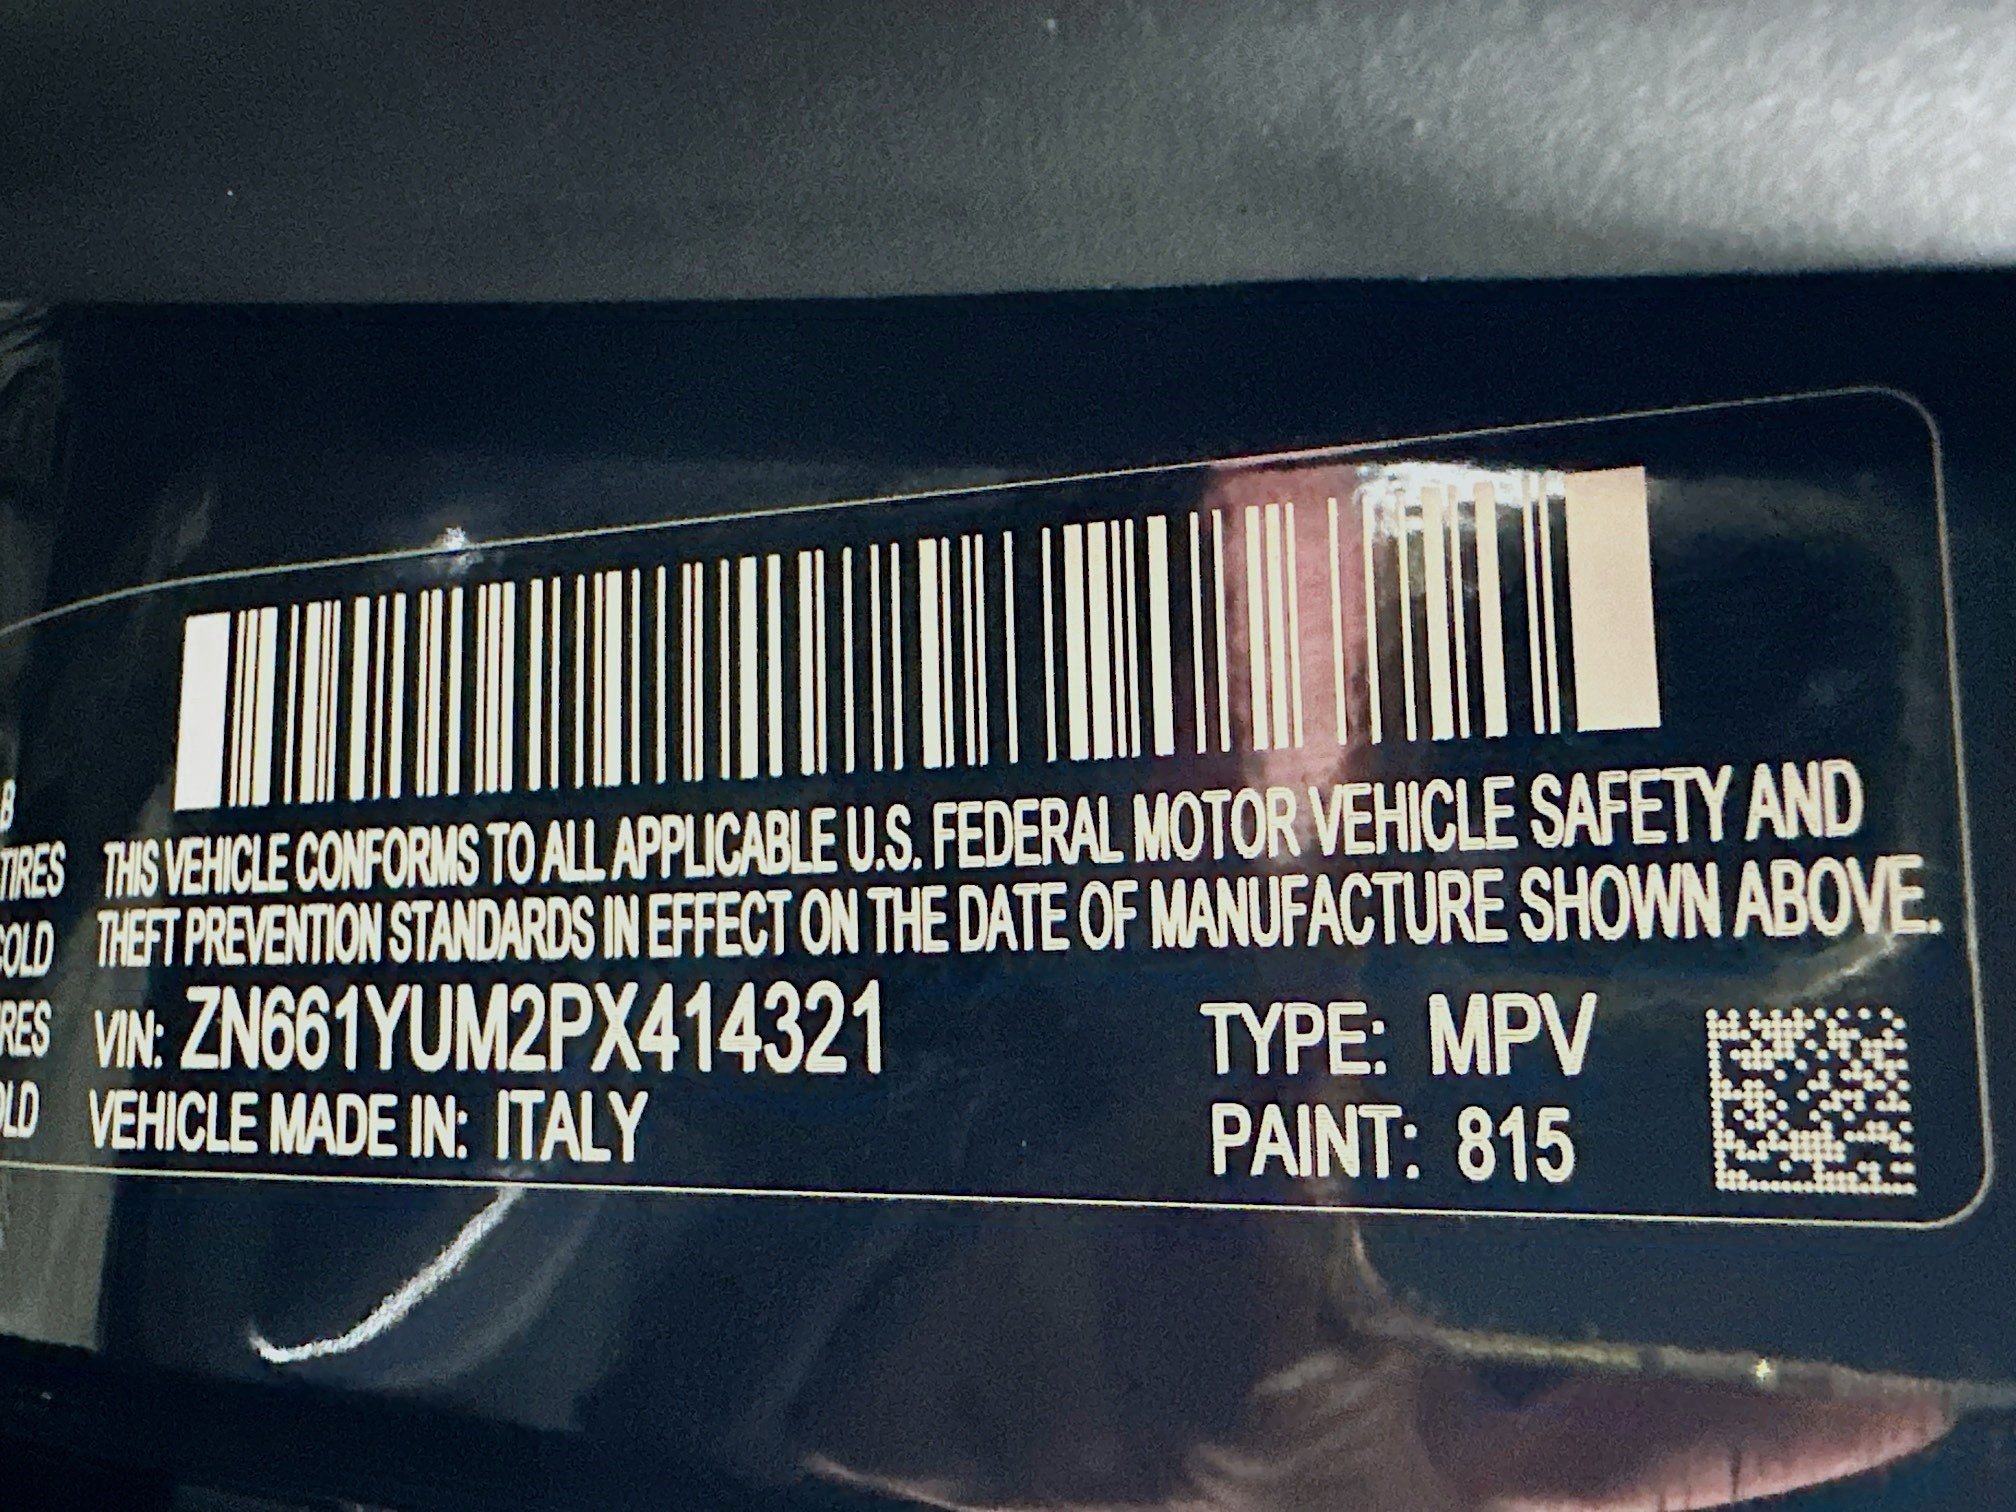 THIS VEHICLE CONFORMS TO ALL APPLICABLE U.S. FEDERAL MOTOR VEHICLE SAFETY AND
THEFT PREVENTION STANDARDS IN EFFECT ON THE DATE OF MANUFACTURE SHOWN ABOVE.
VIN: ZN661YUM2PX414321 TYPE: MPV
VEHICLE MADE IN: ITALY PAINT: 815
B
TIRES